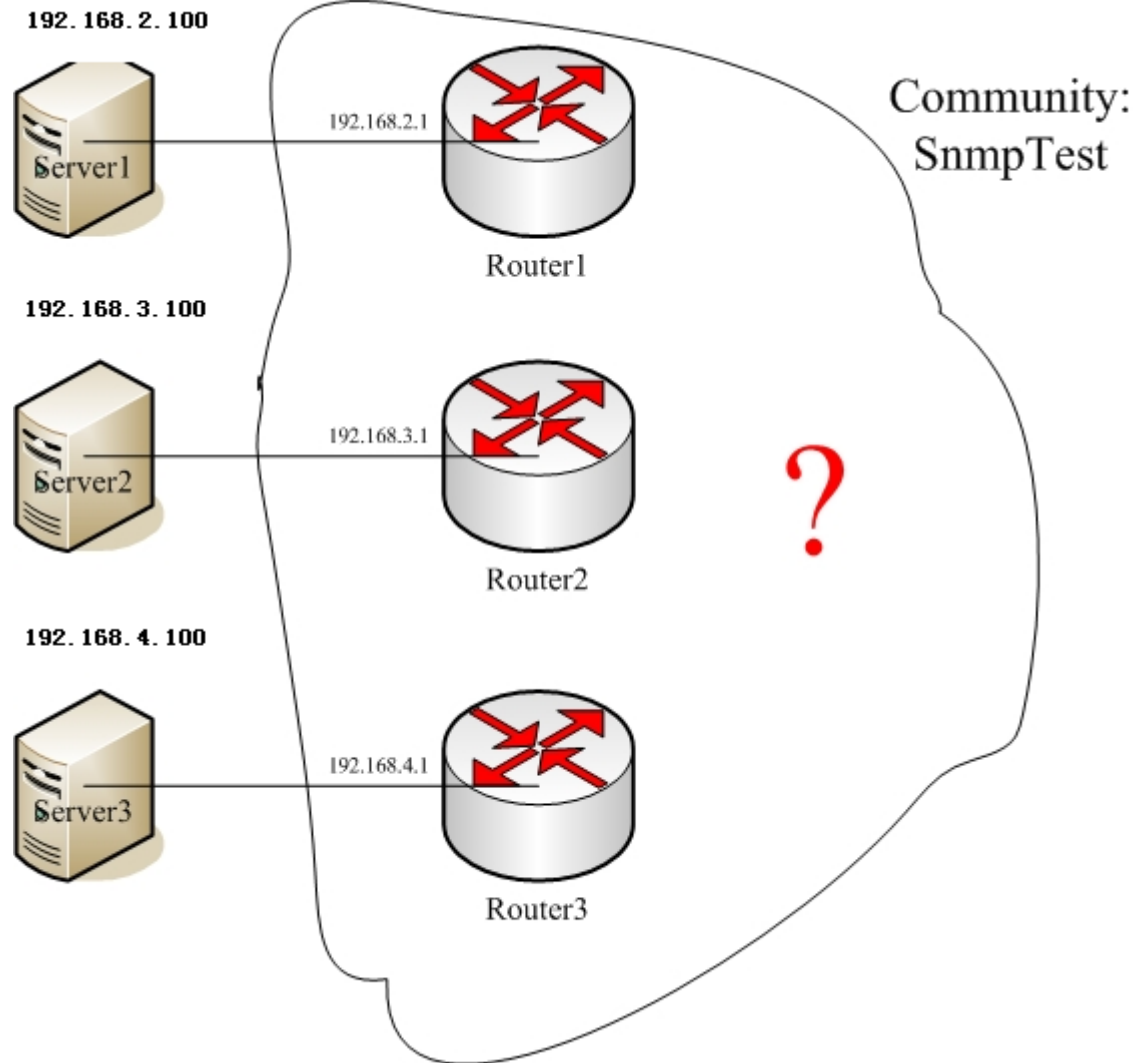 192.168.2.100
192.168.2.1
Server1
Router1
Community:
SnmpTest
192.168.3.100
192.168.3.1
Server2
Router2
?
192.168.4.100
192.168.4.1
Server3
Router3